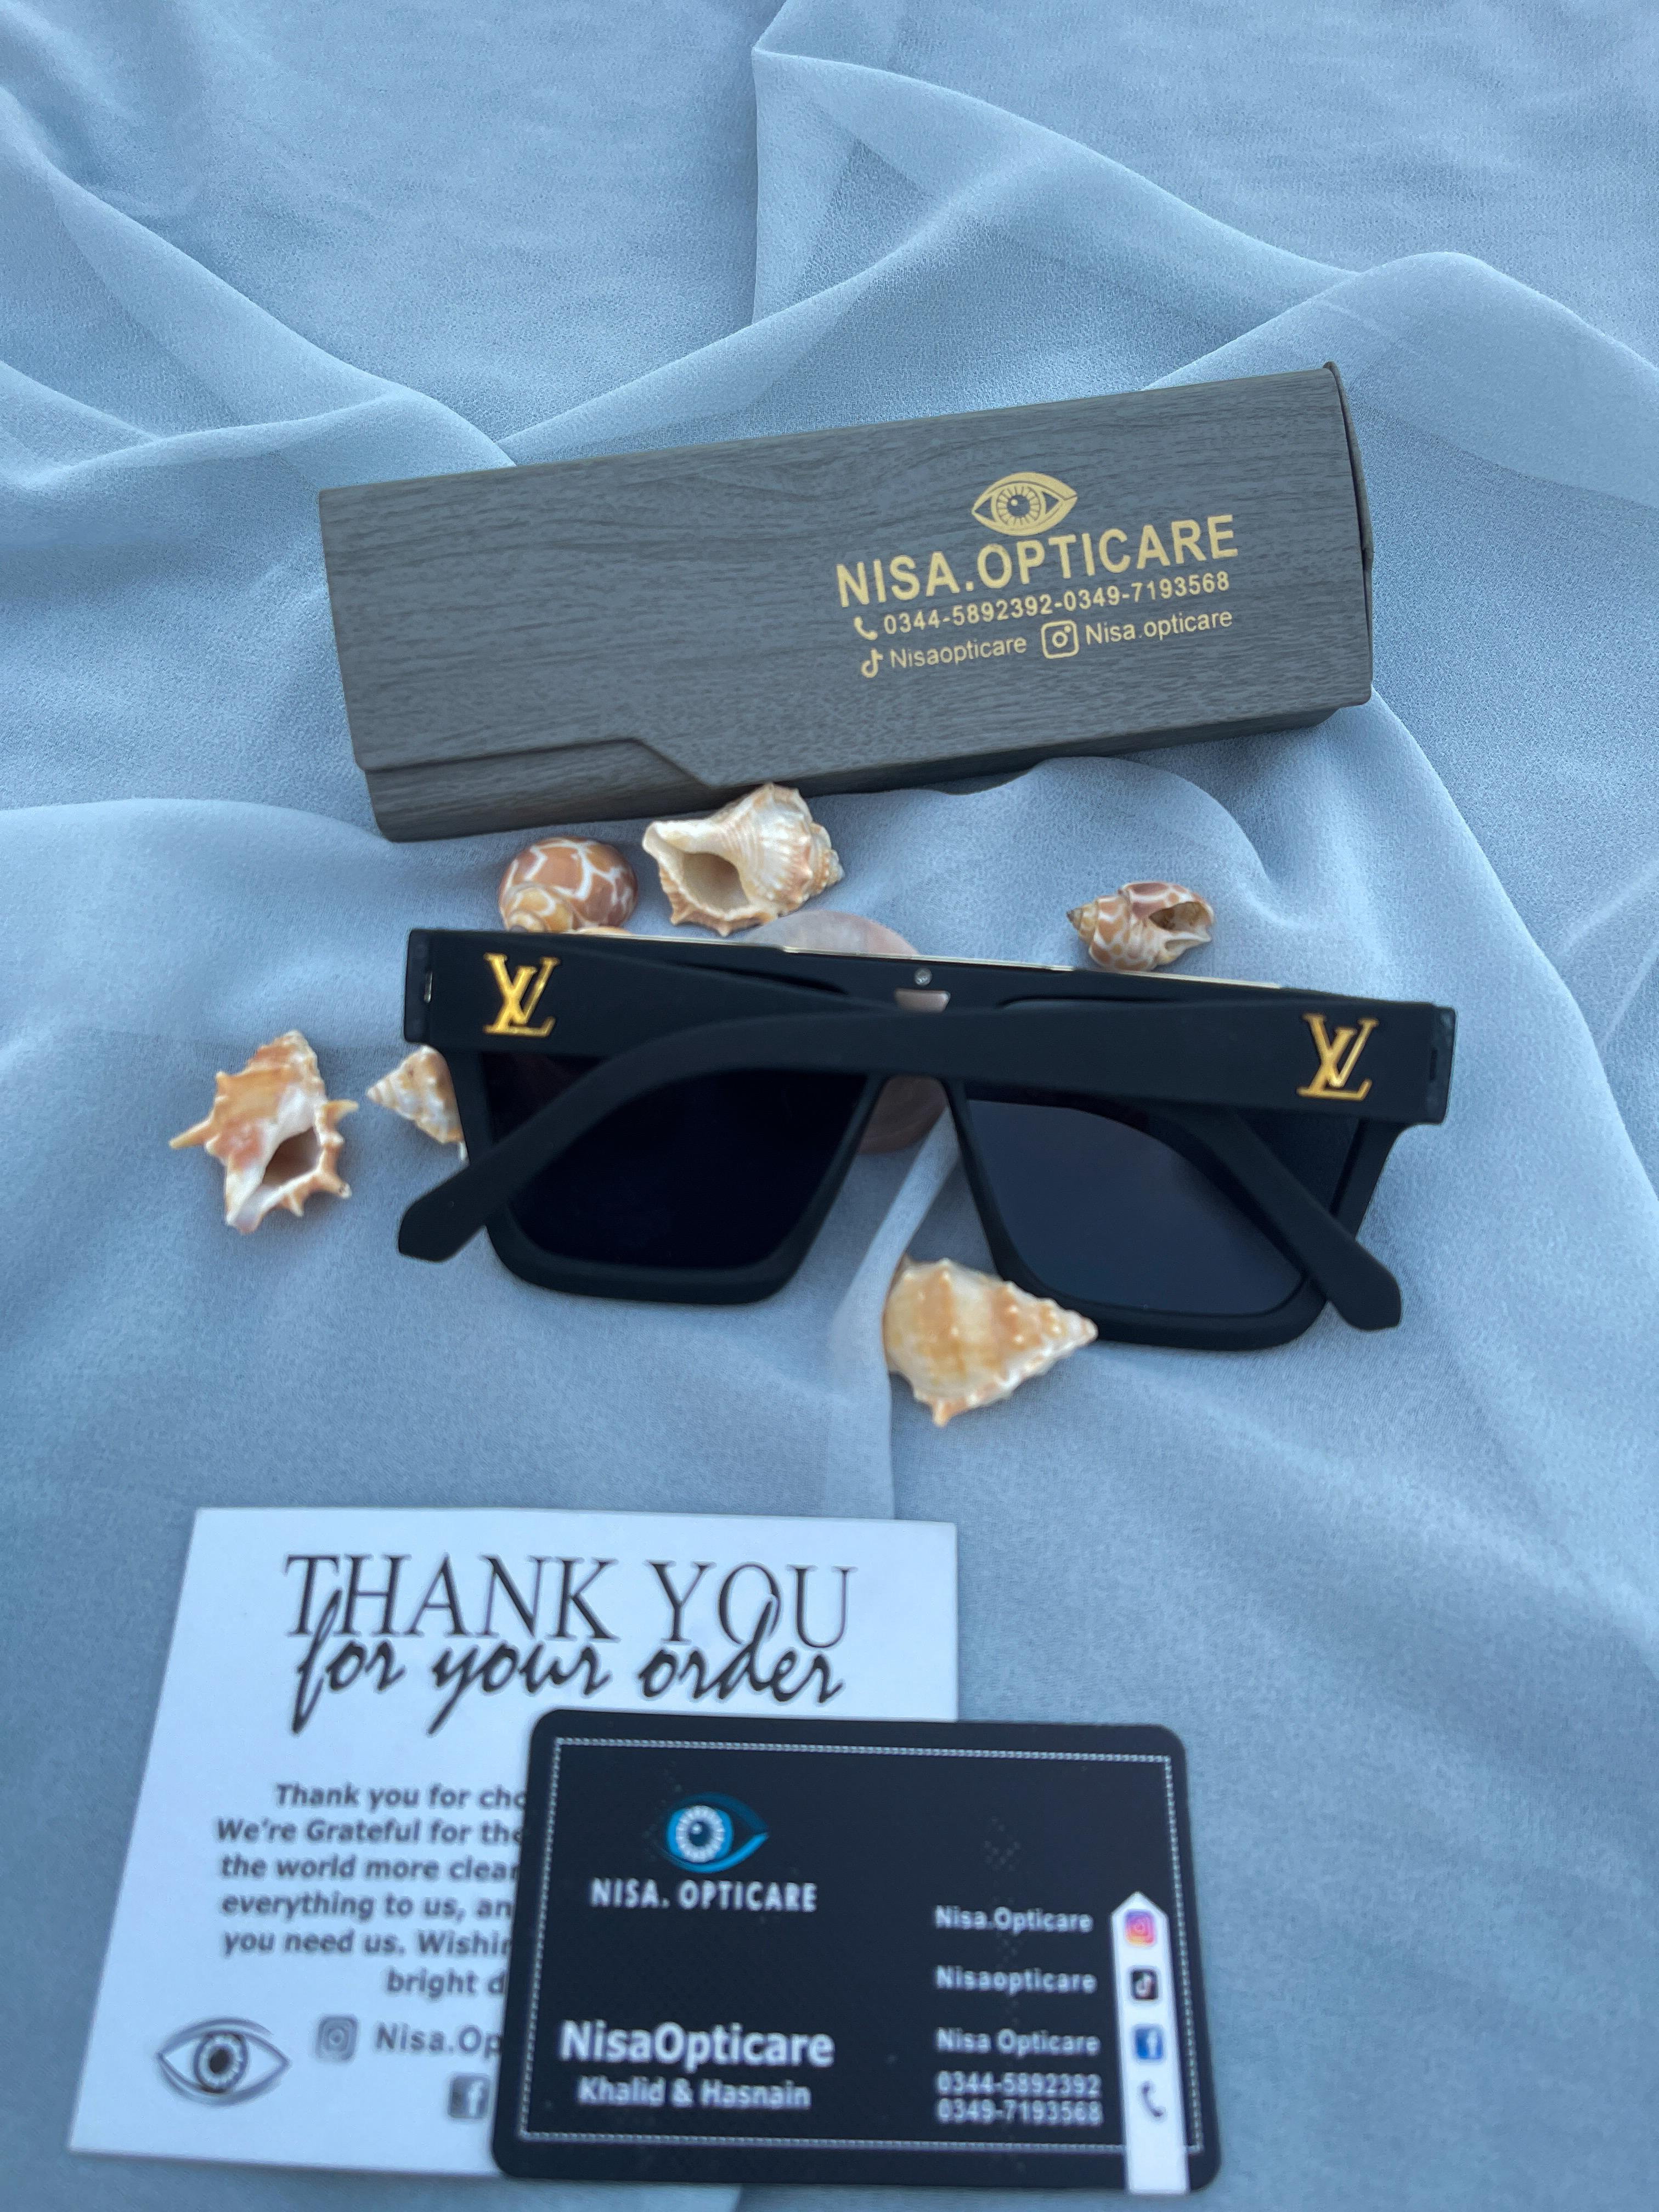 NISA.OPTICARE
0344-5892392-0349-7193568
Nisaopticare Nisa.opticare
LV
LV
THANK YOU
for your order
Thank you for cho
We're Grateful for the
the world more clear
everything to us, an
you need us. Wishin
bright d
Nisa.Op
NISA. OPTICARE
NisaOpticare
Khalid & Hasnain
Nisa.Opticare
Nisaopticare
Nisa Opticare
0344-5892392
0349-7193568